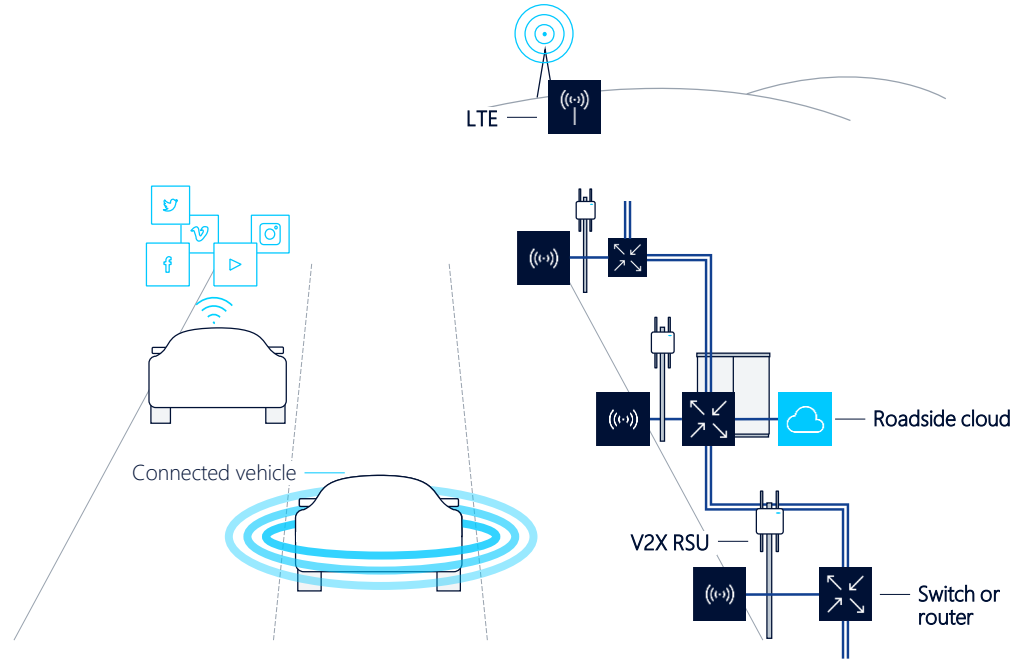 LTE
Roadside cloud
Connected vehicle
V2X RSU
Switch or
router